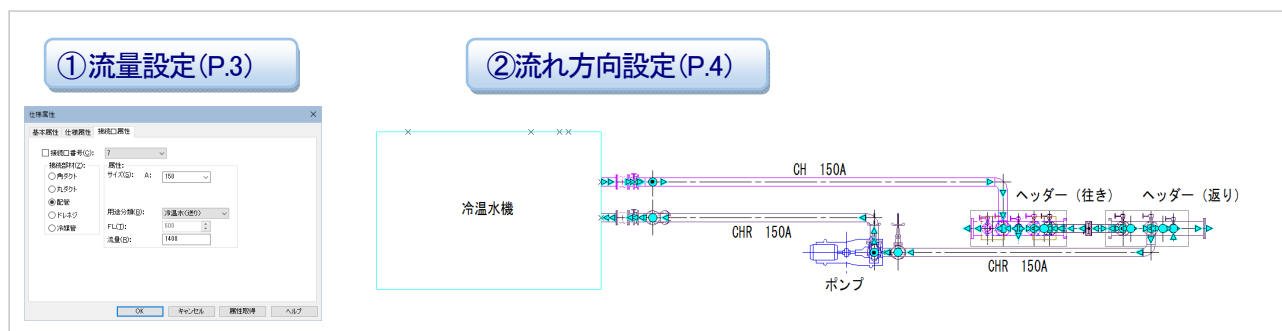 ①流量設定(P.3)
②流れ方向設定(P.4)
仕様属性
基本属性 仕様属性 接続口属性
接続口番号(C): 7
接続部材(Z):
角ダクト
丸ダクト
配管
ドレネジ
冷媒管
属性:
サイズ(S): A: 150
用途分類(B): 冷温水(送り)
FL(T): 600
流量(E): 1400
OK キャンセル 属性取得 ヘルプ
冷温水機
CH 150A
CHR 150A
ポンプ
CHR 150A
ヘッダー (往き)
ヘッダー (返り)